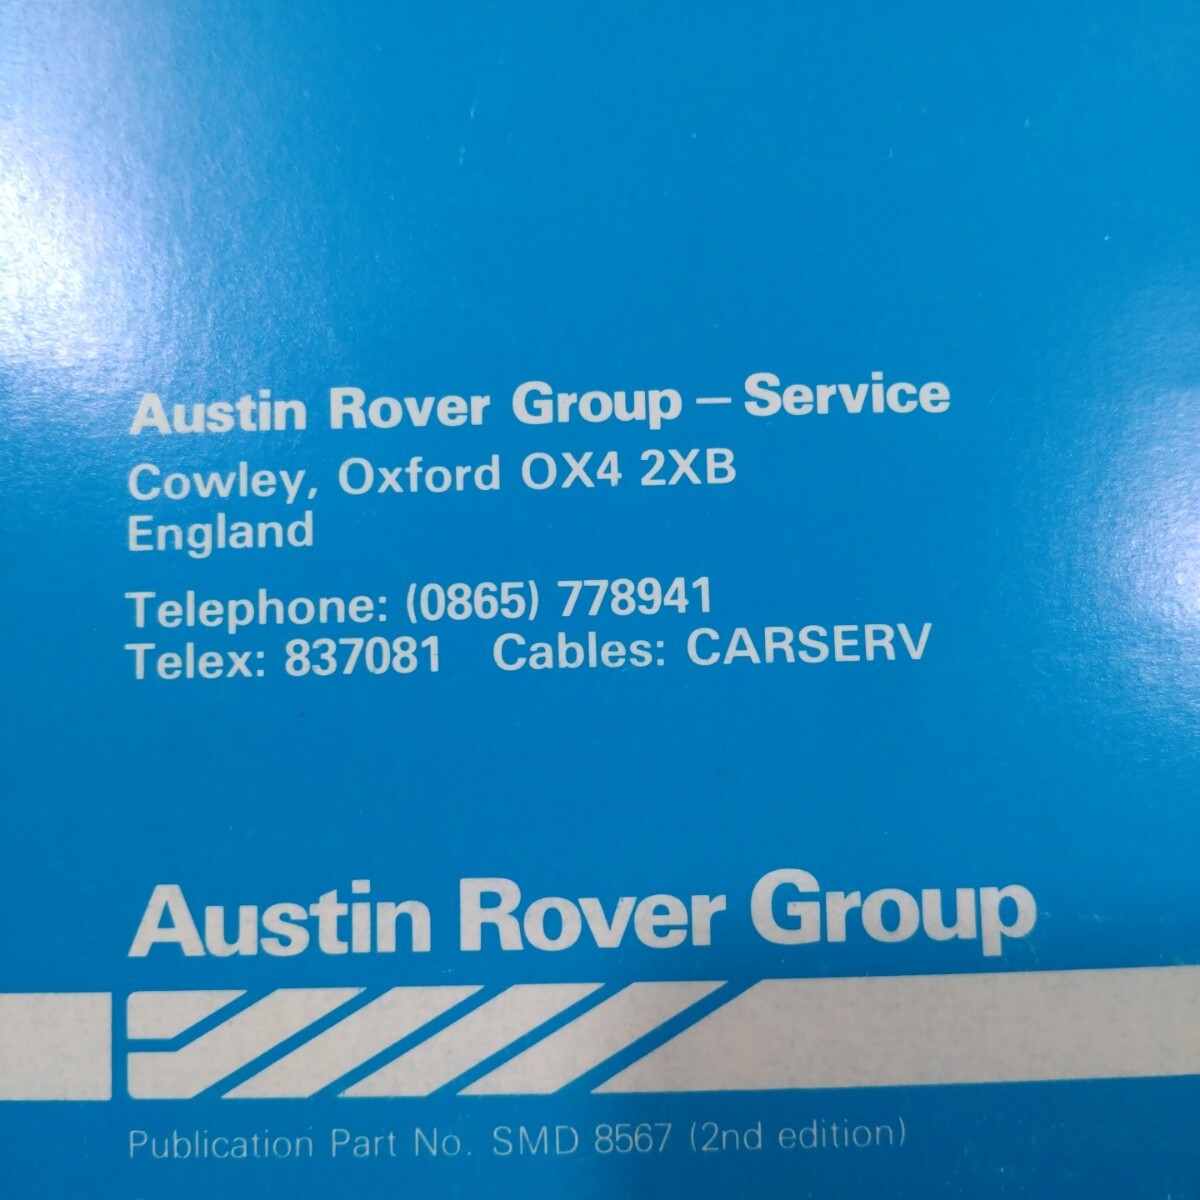 Austin Rover Group – Service
Cowley, Oxford OX4 2XB
England
Telephone: (0865) 778941
Telex: 837081 Cables: CARSERV
Austin Rover Group
Publication Part No. SMD 8567 (2nd edition)